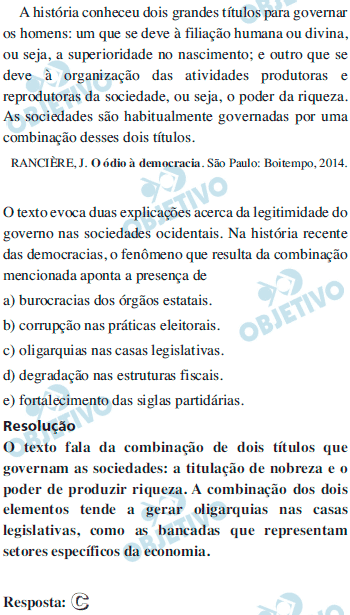 A história conheceu dois grandes títulos para governar
os homens: um que se deve à filiação humana ou divina,
ou seja, a superioridade no nascimento; e outro que se
deve à organização das atividades produtoras e
reprodutoras da sociedade, ou seja, o poder da riqueza.
As sociedades são habitualmente governadas por uma
combinação desses dois títulos.
RANCIÈRE, J. O ódio à democracia. São Paulo: Boitempo, 2014.
O texto evoca duas explicações acerca da legitimidade do
governo nas sociedades ocidentais. Na história recente
das democracias, o fenômeno que resulta da combinação
mencionada aponta a presença de
a) burocracias dos órgãos estatais.
b) corrupção nas práticas eleitorais.
c) oligarquias nas casas legislativas.
d) degradação nas estruturas fiscais.
e) fortalecimento das siglas partidárias.
Resolução
O texto fala da combinação de dois títulos que
governam as sociedades: a titulação de nobreza e o
poder de produzir riqueza. A combinação dos dois
elementos tende a gerar oligarquias nas casas
legislativas, como as bancadas que representam
setores específicos da economia.
Resposta: C
OBJETIVO
OBJETIVO
OBJETIVO
OBJETIVO
OBJETIVO
OBJETIVO